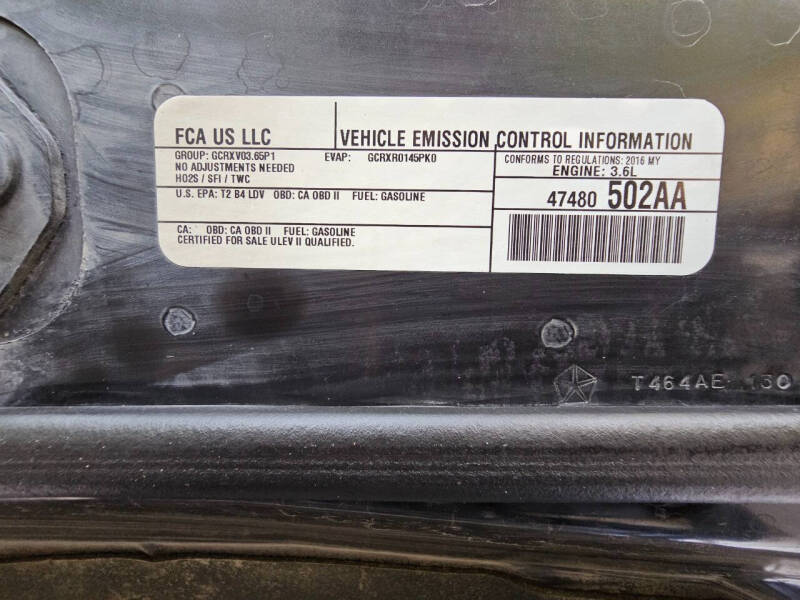 FCA US LLC
VEHICLE EMISSION CONTROL INFORMATION
GROUP: GCRXV03.65P1 EVAP: GCRXR0145PK0
NO ADJUSTMENTS NEEDED
HO2S / SFI / TWC
CONFORMS TO REGULATIONS: 2016 MY
ENGINE: 3.6L
U.S. EPA: T2 B4 LDV OBD: CA OBD II FUEL: GASOLINE
47480 502AA
CA: OBD: CA OBD II FUEL: GASOLINE
CERTIFIED FOR SALE ULEV II QUALIFIED.
T464AE 130